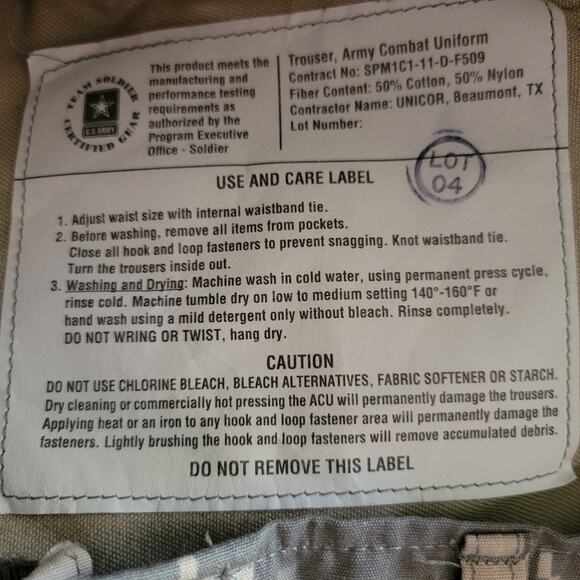 TEAM SOLDIER
CERTIFIED GEAR
U.S. ARMY
This product meets the
manufacturing and
performance testing
requirements as
authorized by the
Program Executive
Office - Soldier
Trouser, Army Combat Uniform
Contract No: SPM1C1-11-D-F509
Fiber Content: 50% Cotton, 50% Nylon
Contractor Name: UNICOR, Beaumont, TX
Lot Number:
LOT
04
USE AND CARE LABEL
1. Adjust waist size with internal waistband tie.
2. Before washing, remove all items from pockets.
Close all hook and loop fasteners to prevent snagging. Knot waistband tie.
Turn the trousers inside out.
3. Washing and Drying: Machine wash in cold water, using permanent press cycle,
rinse cold. Machine tumble dry on low to medium setting 140°-160°F or
hand wash using a mild detergent only without bleach. Rinse completely.
DO NOT WRING OR TWIST, hang dry.
CAUTION
DO NOT USE CHLORINE BLEACH, BLEACH ALTERNATIVES, FABRIC SOFTENER OR STARCH.
Dry cleaning or commercially hot pressing the ACU will permanently damage the trousers.
Applying heat or an iron to any hook and loop fastener area will permanently damage the
fasteners. Lightly brushing the hook and loop fasteners will remove accumulated debris.
DO NOT REMOVE THIS LABEL